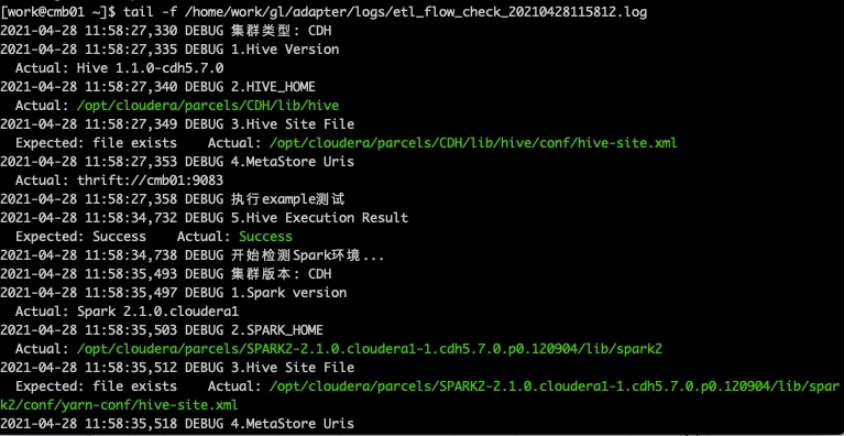 [work@cmb01 ~]$ tail -f /home/work/gl/adapter/logs/etl_flow_check_20210428115812.log
2021-04-28 11:58:27,330 DEBUG 集群类型: CDH
2021-04-28 11:58:27,335 DEBUG 1.Hive Version
  Actual: Hive 1.1.0-cdh5.7.0
2021-04-28 11:58:27,340 DEBUG 2.HIVE_HOME
  Actual: /opt/cloudera/parcels/CDH/lib/hive
2021-04-28 11:58:27,349 DEBUG 3.Hive Site File
  Expected: file exists    Actual: /opt/cloudera/parcels/CDH/lib/hive/conf/hive-site.xml
2021-04-28 11:58:27,353 DEBUG 4.MetaStore Uris
  Actual: thrift://cmb01:9083
2021-04-28 11:58:27,358 DEBUG 执行example测试
2021-04-28 11:58:34,732 DEBUG 5.Hive Execution Result
  Expected: Success    Actual: Success
2021-04-28 11:58:34,738 DEBUG 开始检测Spark环境...
2021-04-28 11:58:35,493 DEBUG 集群版本: CDH
2021-04-28 11:58:35,497 DEBUG 1.Spark version
  Actual: Spark 2.1.0.cloudera1
2021-04-28 11:58:35,503 DEBUG 2.SPARK_HOME
  Actual: /opt/cloudera/parcels/SPARK2-2.1.0.cloudera1-1.cdh5.7.0.p0.120904/lib/spark2
2021-04-28 11:58:35,512 DEBUG 3.Hive Site File
  Expected: file exists    Actual: /opt/cloudera/parcels/SPARK2-2.1.0.cloudera1-1.cdh5.7.0.p0.120904/lib/spar
k2/conf/yarn-conf/hive-site.xml
2021-04-28 11:58:35,518 DEBUG 4.MetaStore Uris